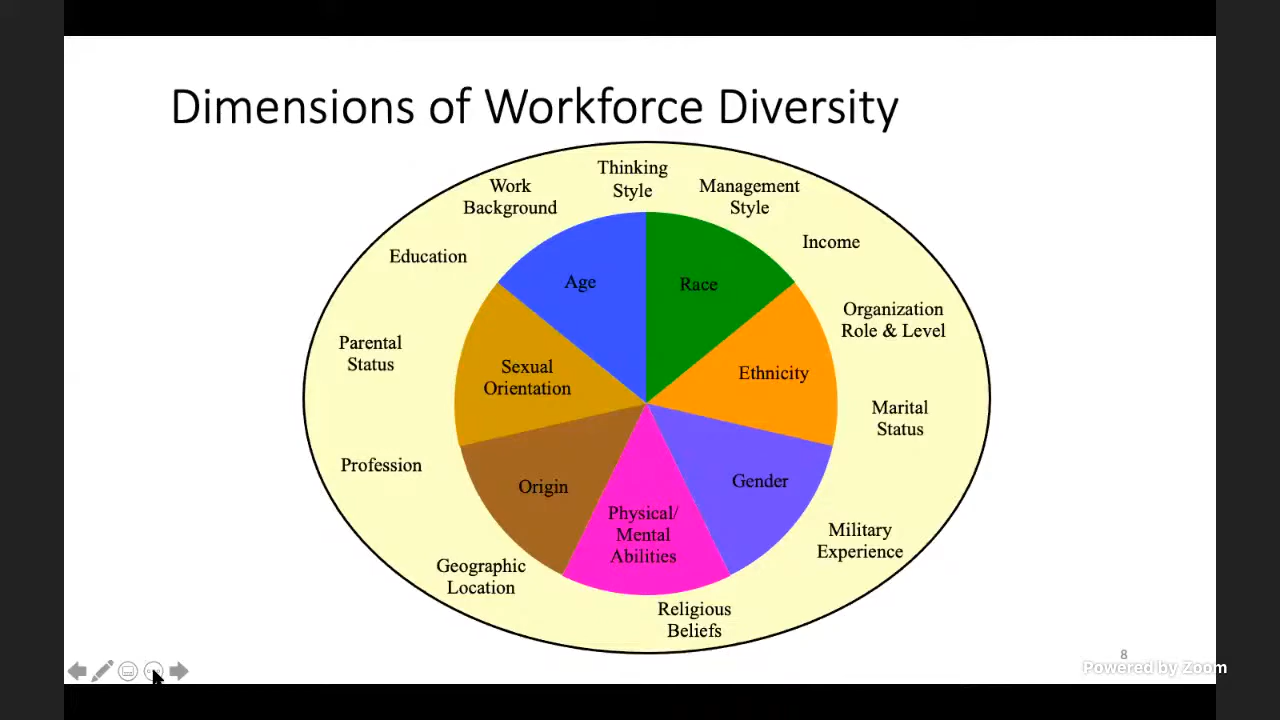 Dimensions of Workforce Diversity
Thinking
Style
Work
Background
Management
Style
Education
Income
Organization
Role & Level
Parental
Status
Marital
Status
Profession
Military
Experience
Geographic
Location
Religious
Beliefs
Age
Race
Sexual
Orientation
Ethnicity
Origin
Gender
Physical/
Mental
Abilities
8
Powered by Zoom